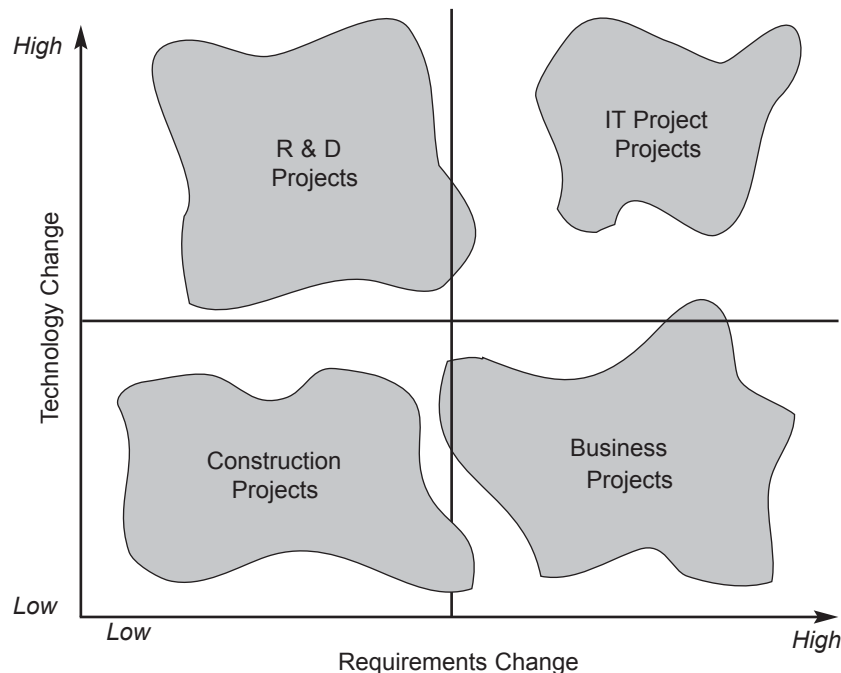 High
R & D
Projects
IT Project
Projects
Technology Change
Construction
Projects
Business
Projects
Low
Low
High
Requirements Change